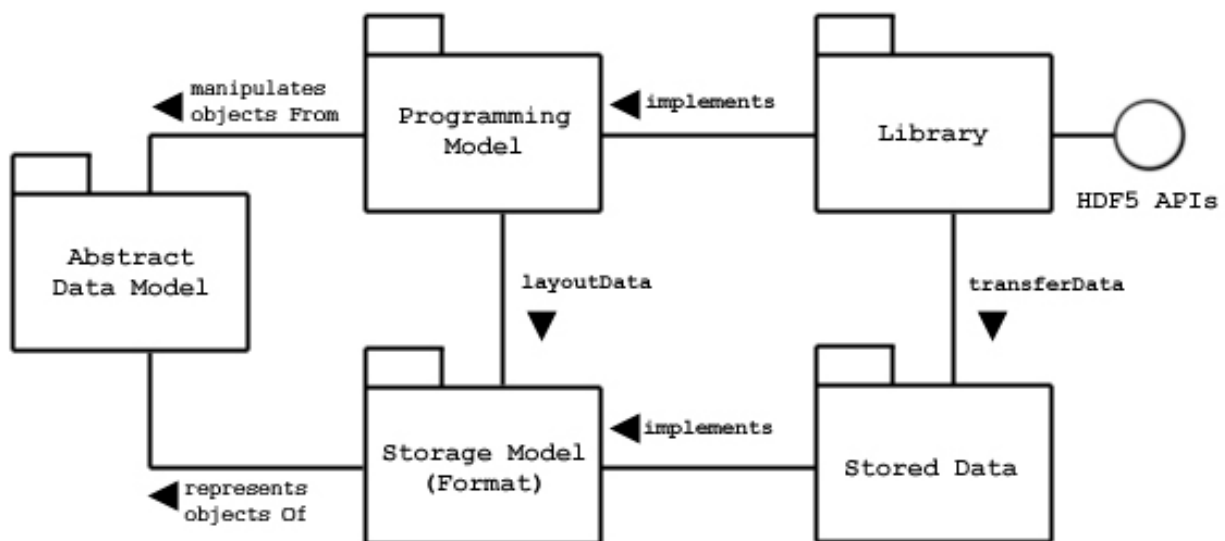 manipulates
objects From
Programming
Model
implements
Library
HDF5 APIs
Abstract
Data Model
layoutData
transferData
Storage Model
(Format)
implements
Stored Data
represents
objects Of